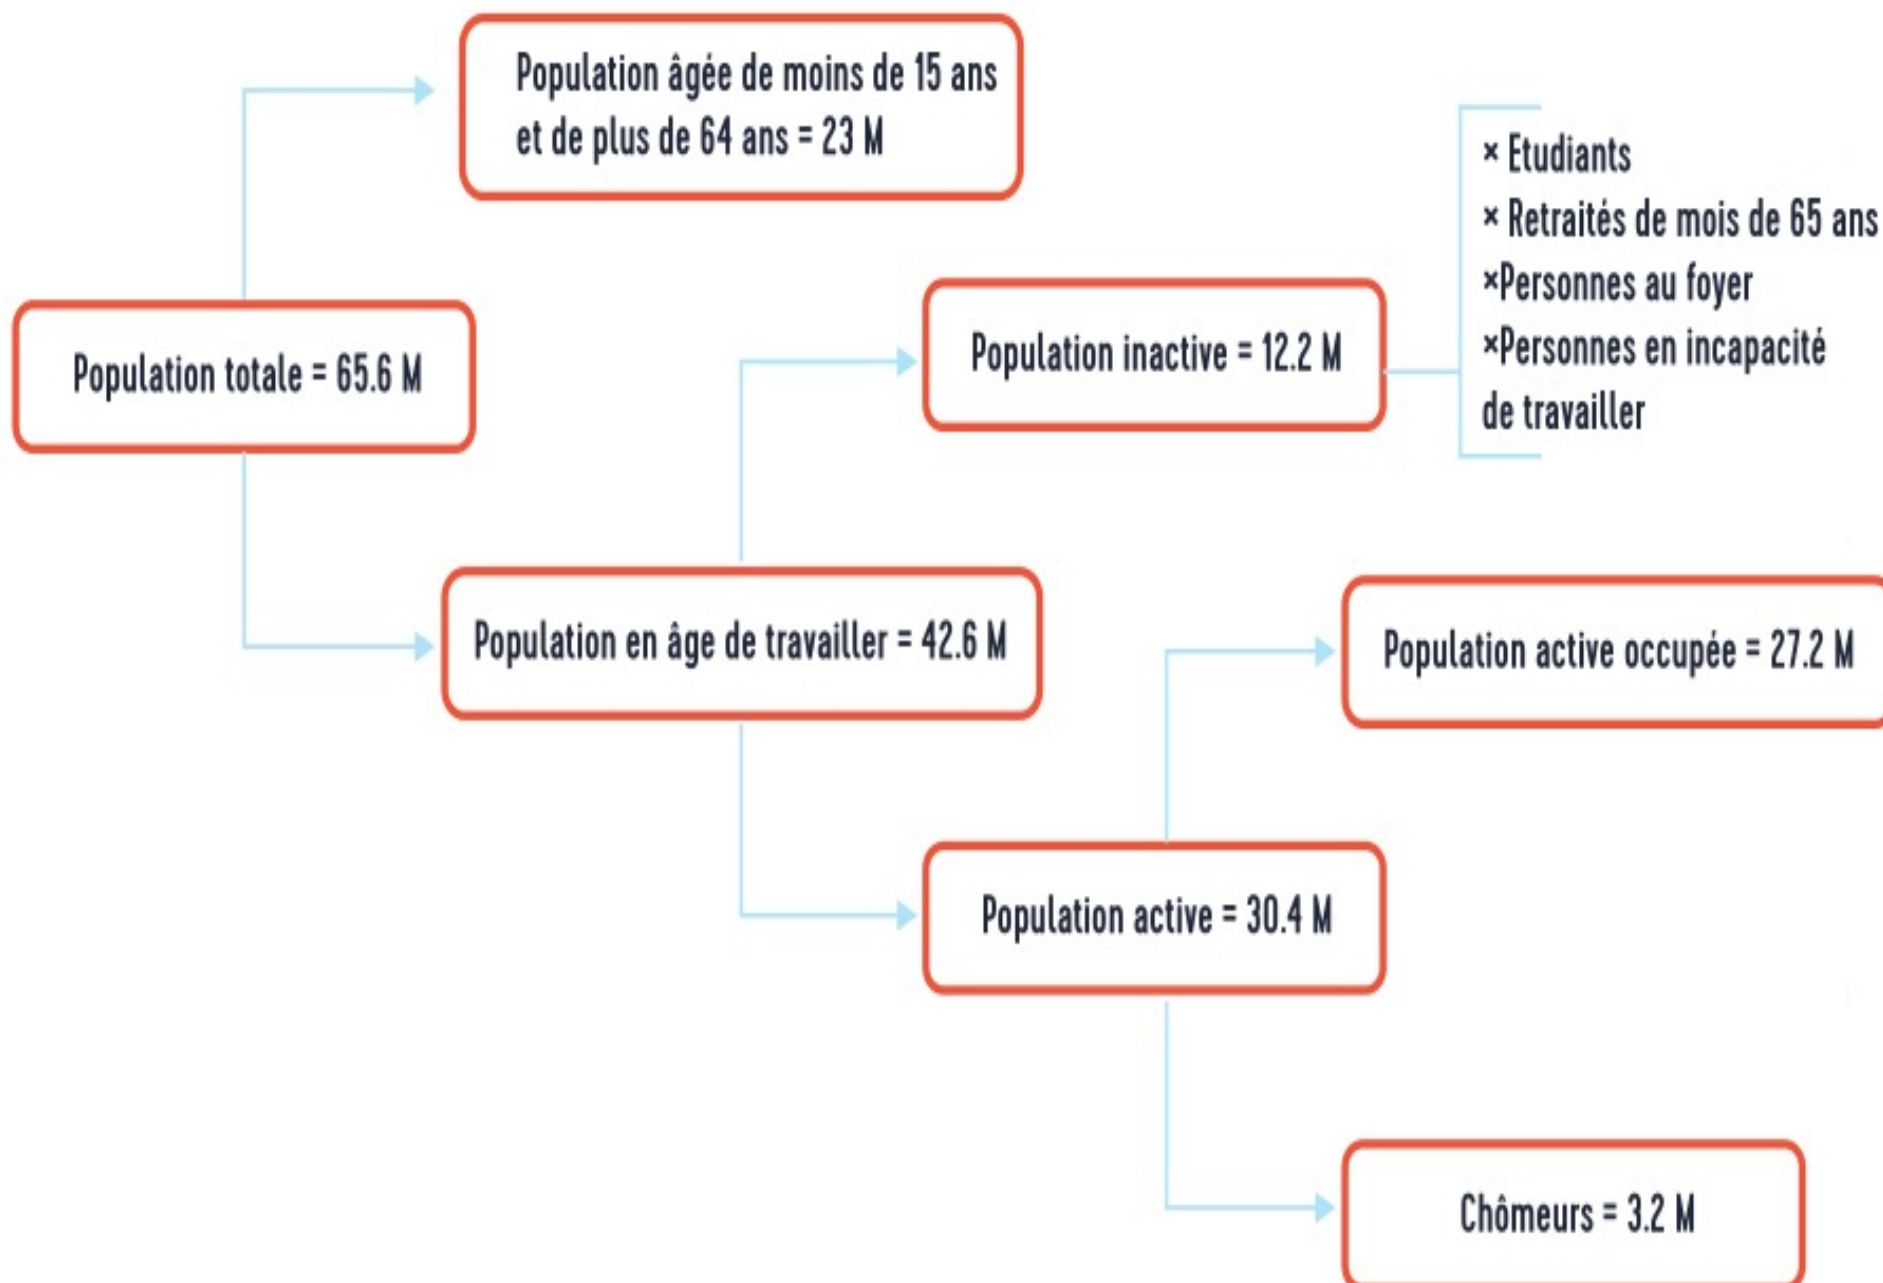 Population âgée de moins de 15 ans
et de plus de 64 ans = 23 M
× Etudiants
× Retraités de mois de 65 ans
×Personnes au foyer
×Personnes en incapacité
de travailler
Population inactive = 12.2 M
Population totale = 65.6 M
Population en âge de travailler = 42.6 M
Population active occupée = 27.2 M
Population active = 30.4 M
Chômeurs = 3.2 M